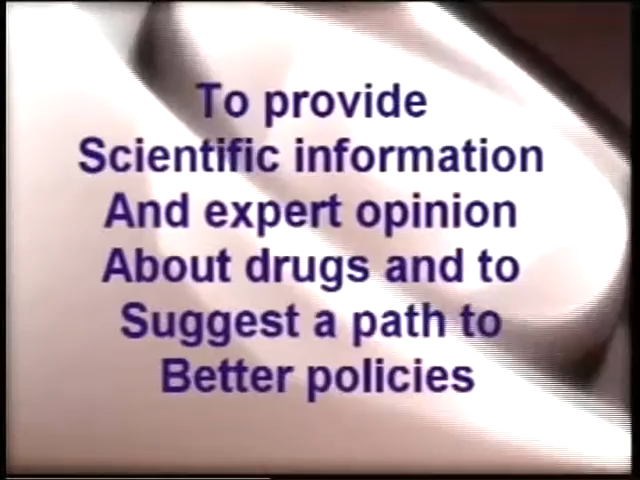 To provide
Scientific information
And expert opinion
About drugs and to
Suggest a path to
Better policies